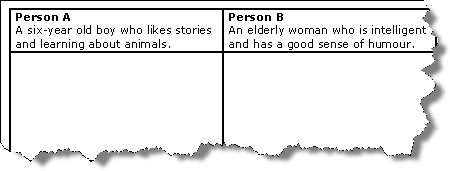 Person A
A six-year old boy who likes stories
and learning about animals.
Person B
An elderly woman who is intelligent
and has a good sense of humour.